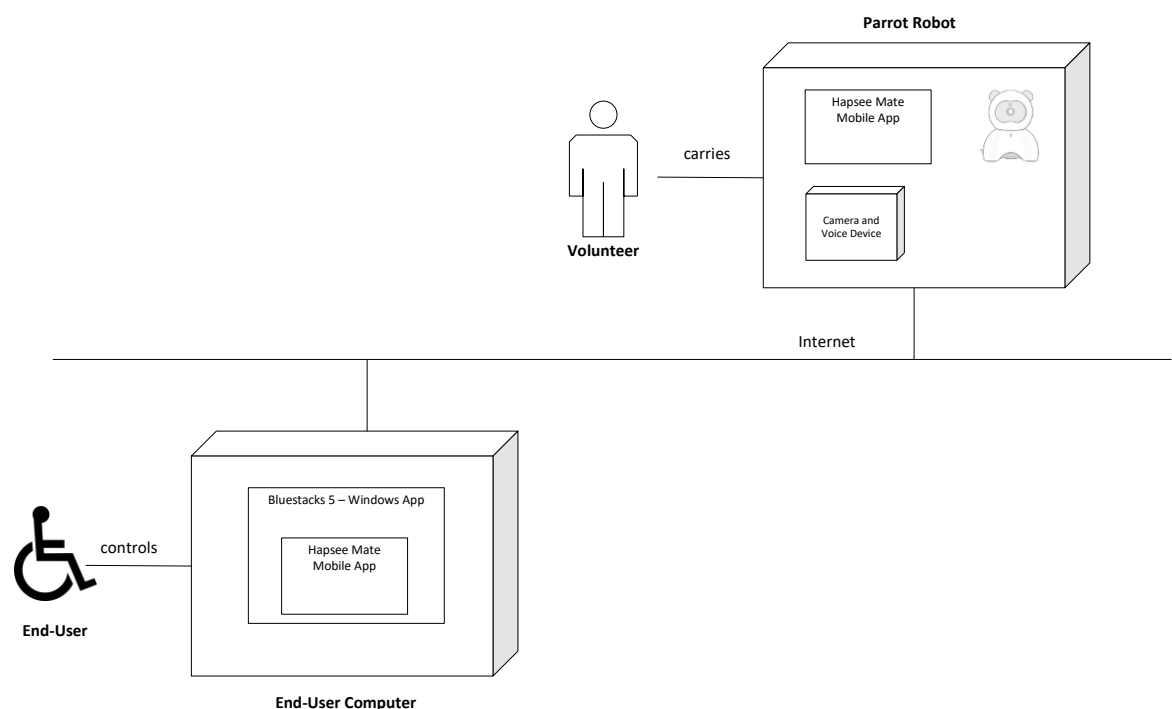 Parrot Robot
Hapsee Mate
Mobile App
carries
Camera and
Voice Device
Volunteer
Internet
Bluestacks 5 – Windows App
Hapsee Mate
Mobile App
controls
End-User
End-User Computer